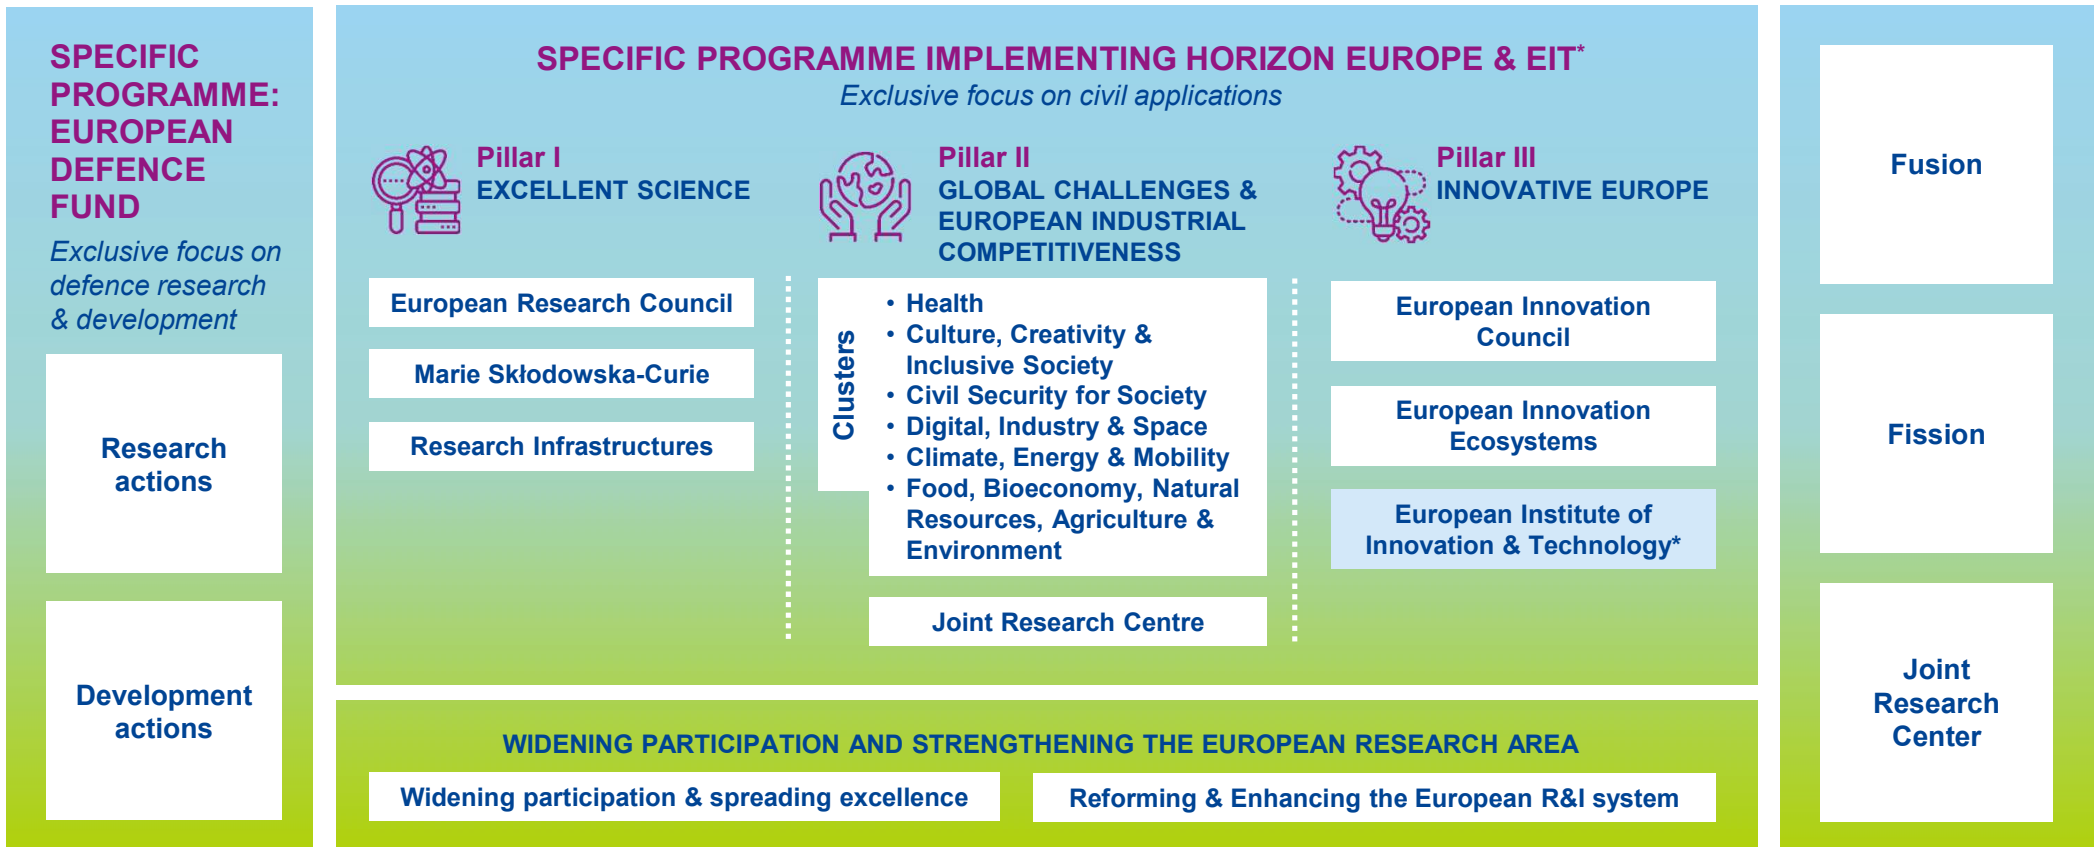 SPECIFIC
PROGRAMME:
EUROPEAN
DEFENCE
FUND
Exclusive focus on
defence research
& development
Research
actions
Development
actions
SPECIFIC PROGRAMME IMPLEMENTING HORIZON EUROPE & EIT*
Exclusive focus on civil applications
Pillar I
EXCELLENT SCIENCE
European Research Council
Marie Skłodowska-Curie
Research Infrastructures
Pillar II
GLOBAL CHALLENGES &
EUROPEAN INDUSTRIAL
COMPETITIVENESS
Clusters
• Health
• Culture, Creativity &
Inclusive Society
• Civil Security for Society
• Digital, Industry & Space
• Climate, Energy & Mobility
• Food, Bioeconomy, Natural
Resources, Agriculture &
Environment
Joint Research Centre
Pillar III
INNOVATIVE EUROPE
European Innovation
Council
European Innovation
Ecosystems
European Institute of
Innovation & Technology*
WIDENING PARTICIPATION AND STRENGTHENING THE EUROPEAN RESEARCH AREA
Widening participation & spreading excellence
Reforming & Enhancing the European R&I system
Fusion
Fission
Joint
Research
Center